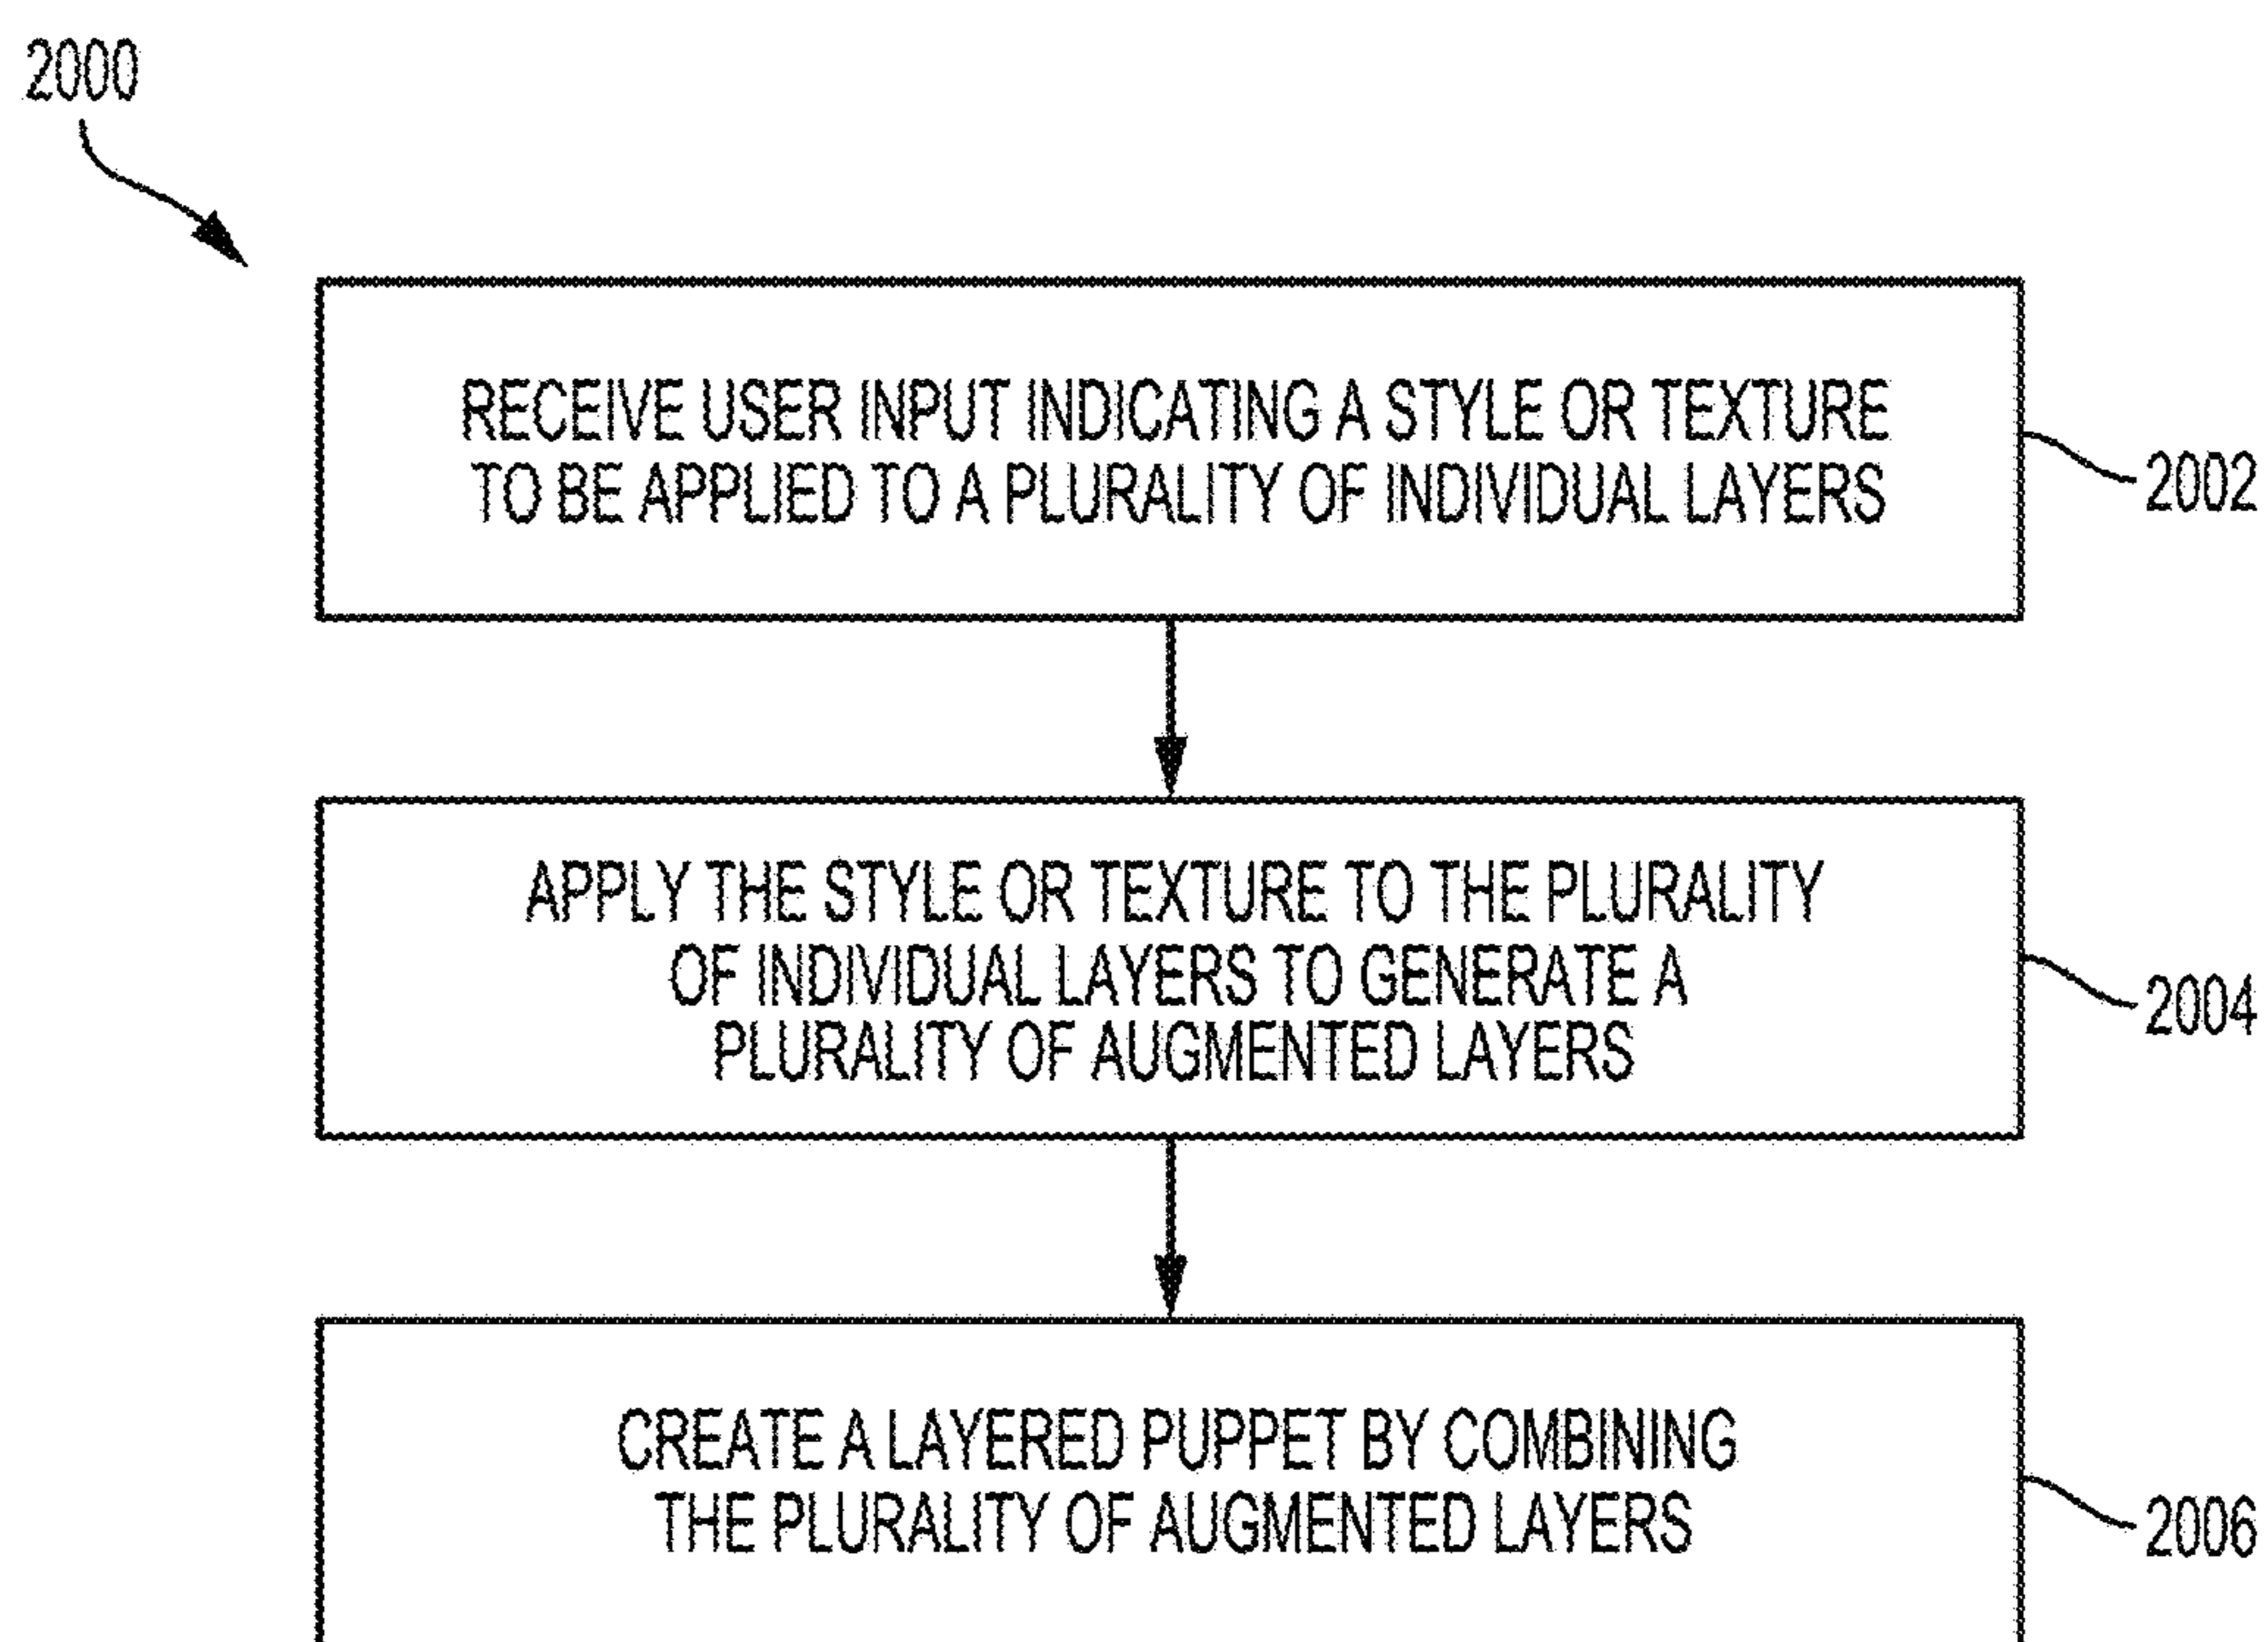 2000
RECEIVE USER INPUT INDICATING A STYLE OR TEXTURE
TO BE APPLIED TO A PLURALITY OF INDIVIDUAL LAYERS
2002
APPLY THE STYLE OR TEXTURE TO THE PLURALITY
OF INDIVIDUAL LAYERS TO GENERATE A
PLURALITY OF AUGMENTED LAYERS
2004
CREATE A LAYERED PUPPET BY COMBINING
THE PLURALITY OF AUGMENTED LAYERS
2006